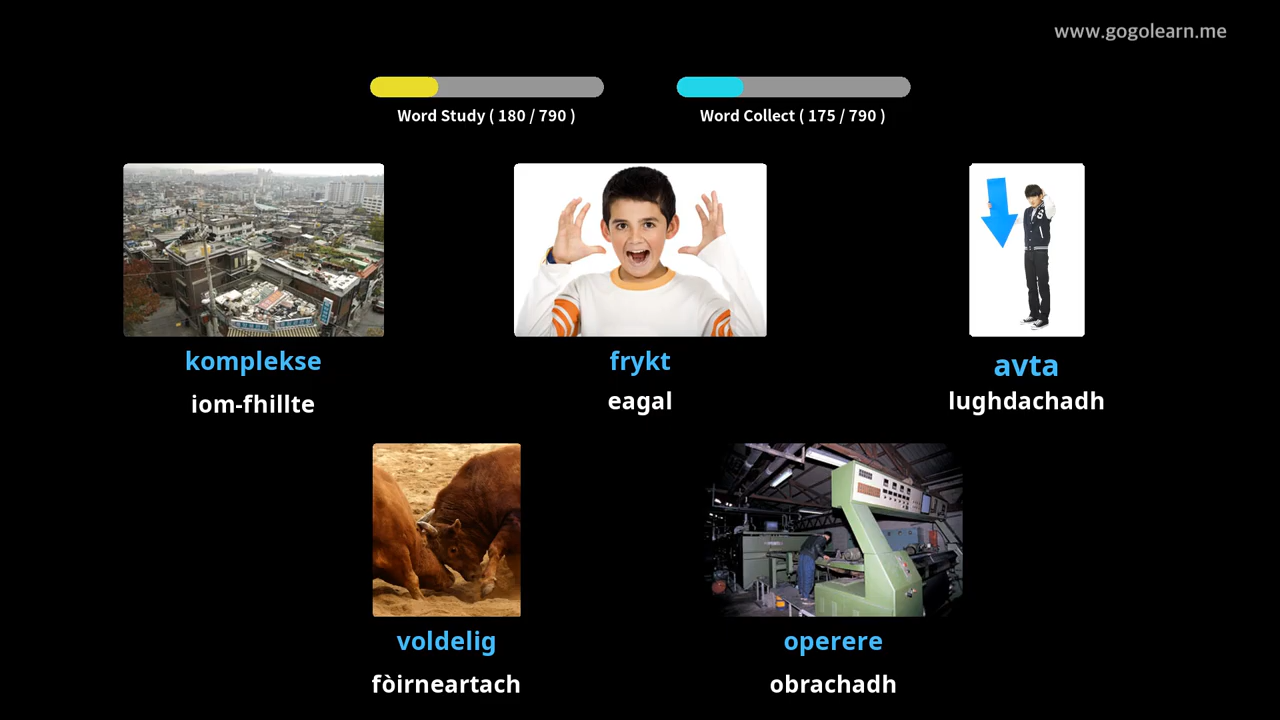 www.gogolearn.me
Word Study ( 180 / 790 )
Word Collect ( 175 / 790 )
komplekse
frykt
avta
iom-fhillte
eagal
lughdachadh
voldelig
operere
fòirneartach
obrachadh